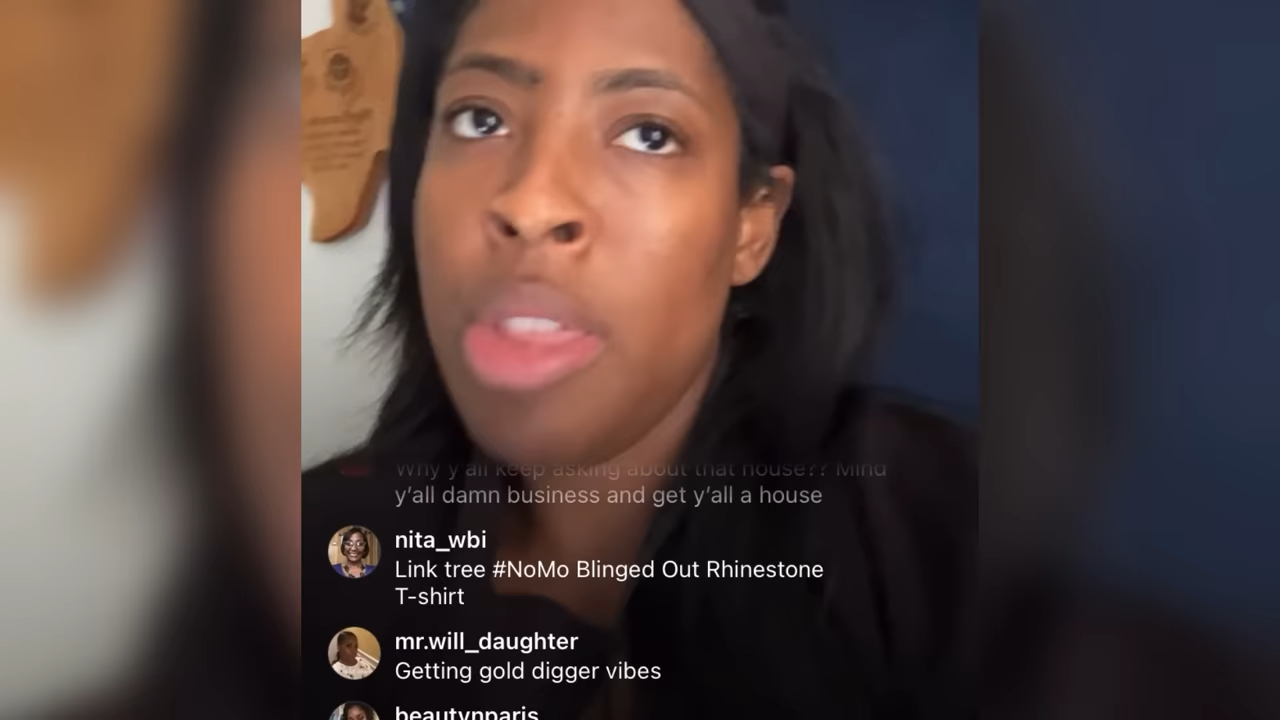 Why y'all keep asking about that house?? Mind
y'all damn business and get y'all a house
nita_wbi
Link tree #NoMo Blinged Out Rhinestone
T-shirt
mr.will_daughter
Getting gold digger vibes
beautynparis